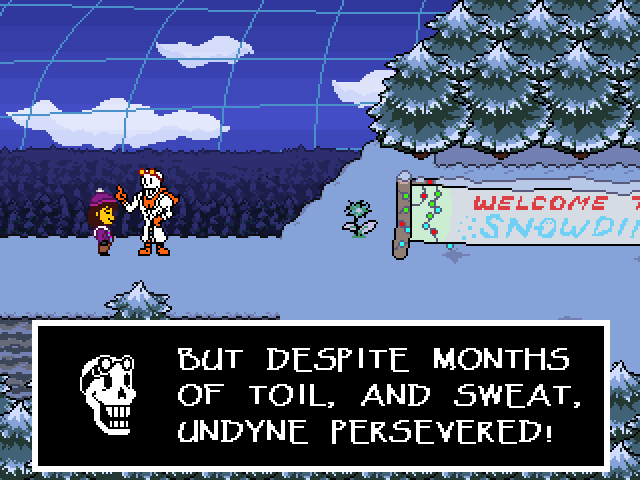 WELCOME T
SNOWDI
BUT DESPITE MONTHS
OF TOIL, AND SWEAT,
UNDYNE PERSEVERED!